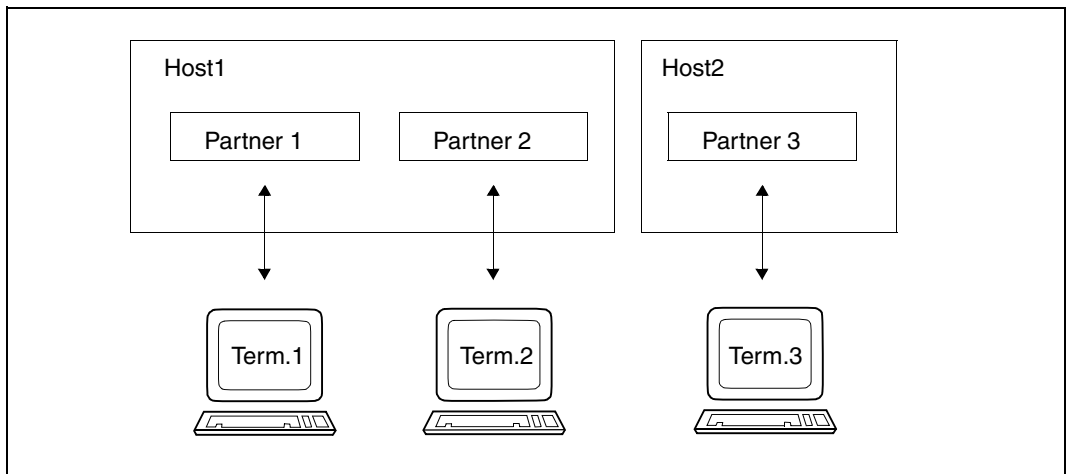 Host1
Host2
Partner 1
Partner 2
Partner 3
Term.1
Term.2
Term.3